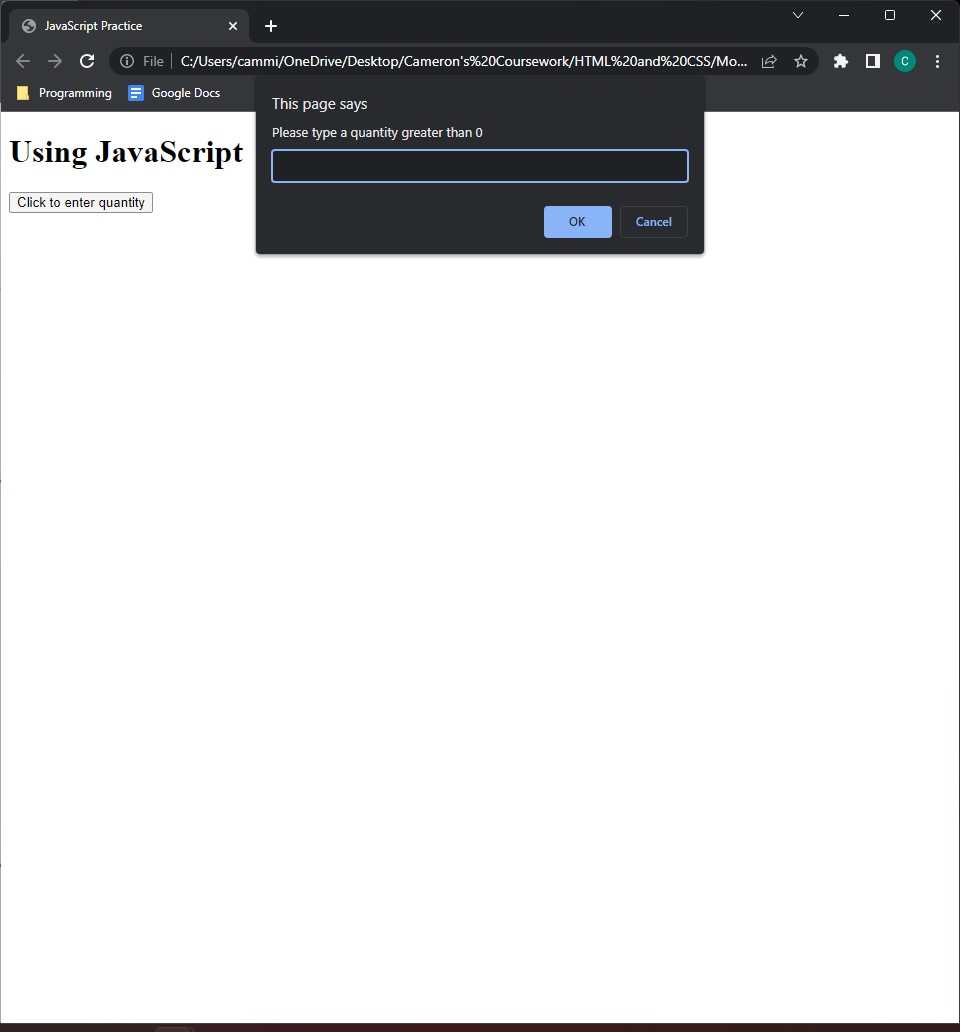 JavaScript Practice
File C:/Users/cammi/OneDrive/Desktop/Cameron's%20Coursework/HTML%20and%20CSS/Mo... C
Programming Google Docs
This page says
Please type a quantity greater than 0
OK Cancel
Using JavaScript
Click to enter quantity